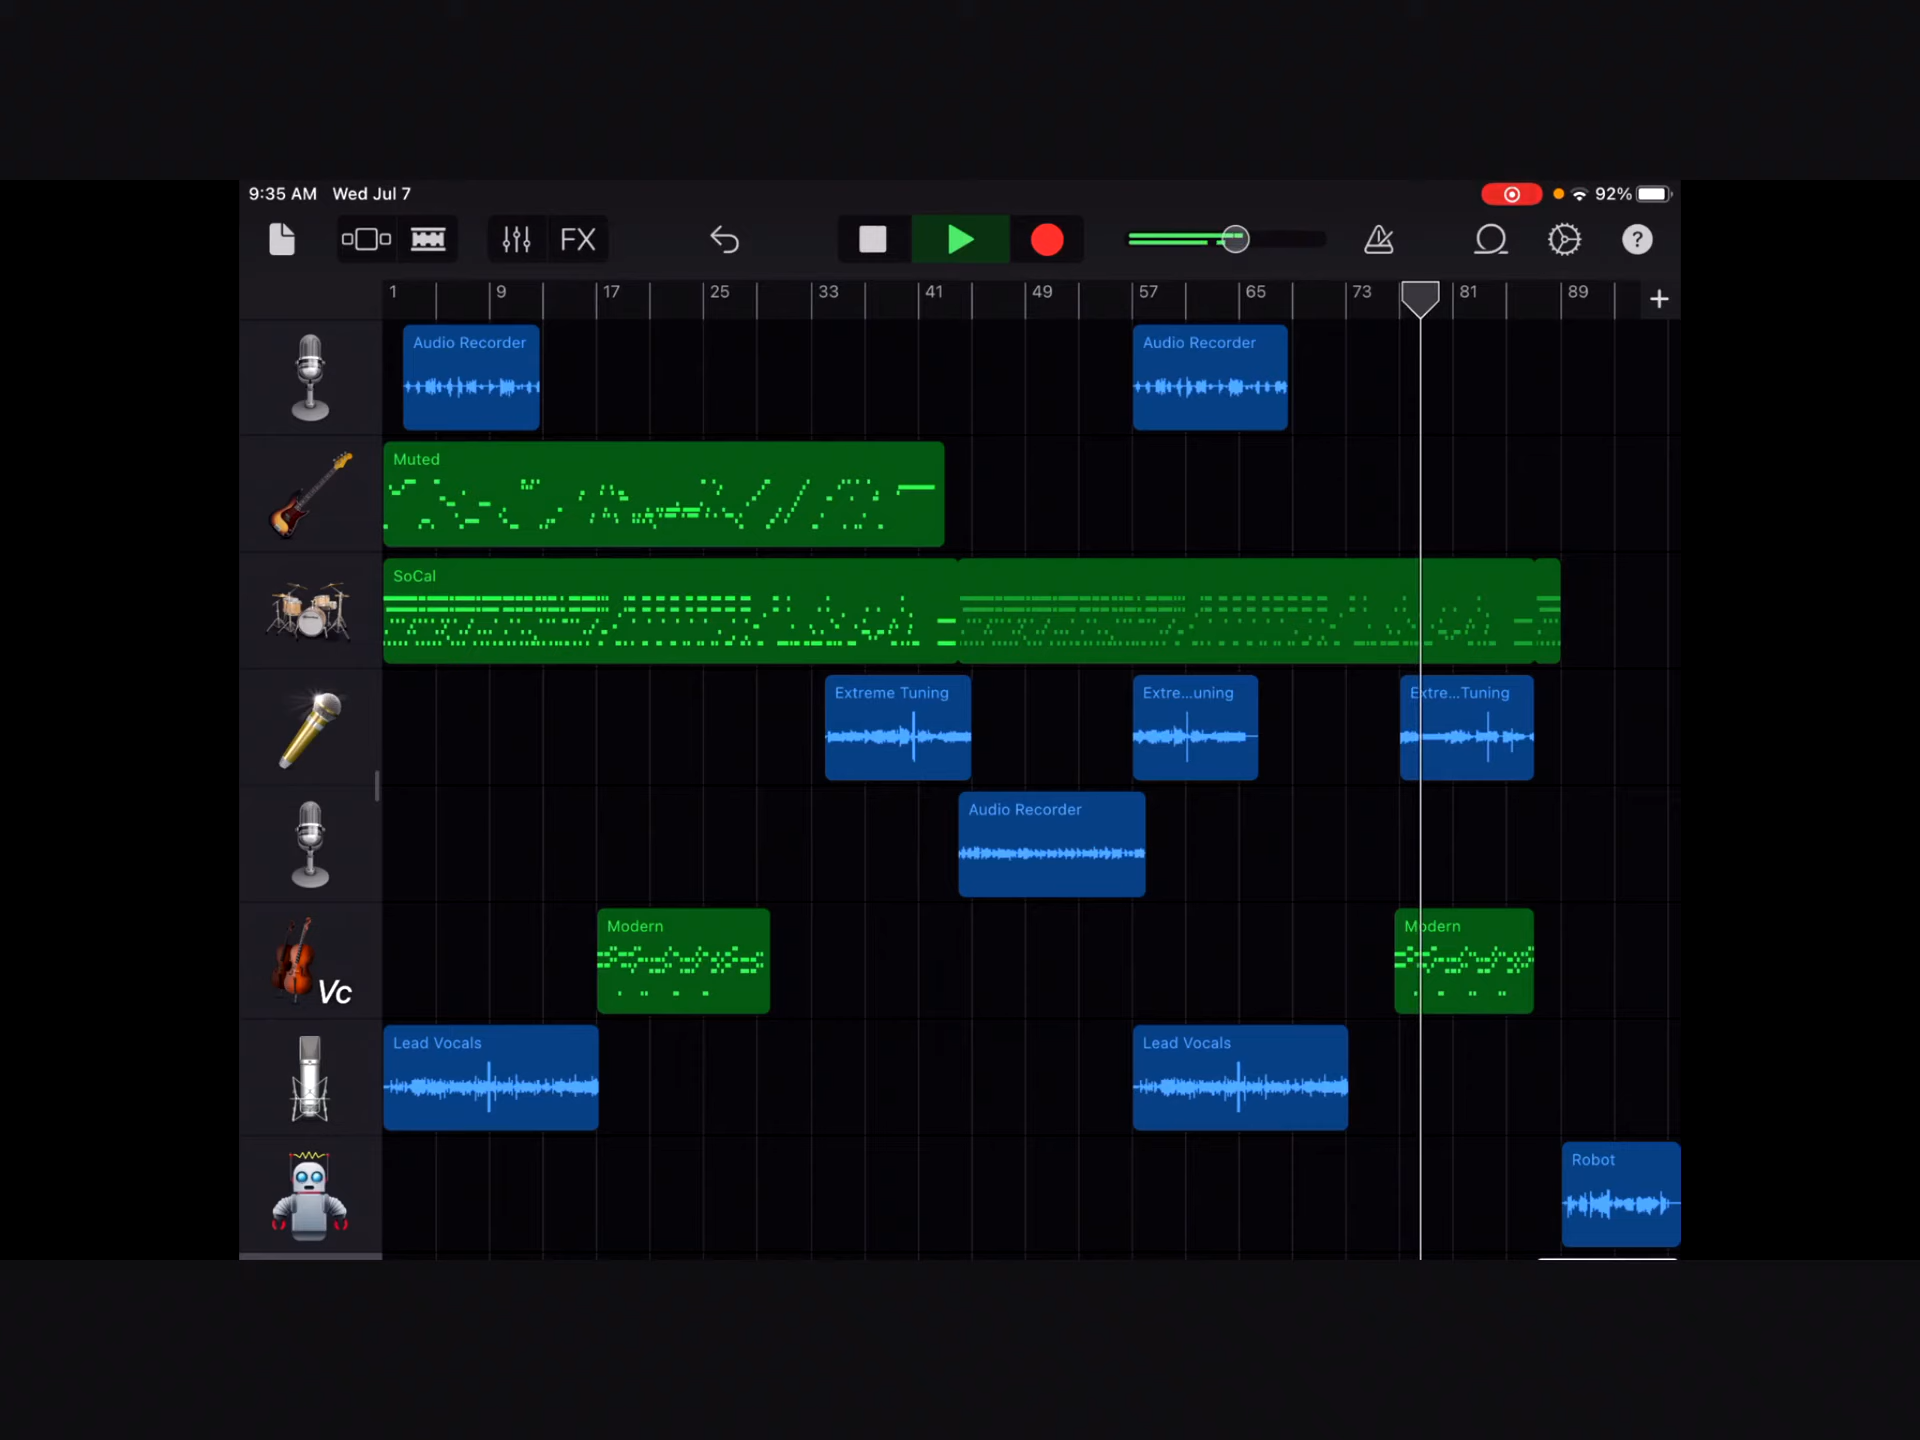 9:35 AM Wed Jul 7 92%
FX ?
1 9 17 25 33 41 49 57 65 73 81 89 +
Audio Recorder Audio Recorder
Muted
SoCal
Extreme Tuning Extre...uning Extre...Tuning
Audio Recorder
Modern Modern
Vc
Lead Vocals Lead Vocals
Robot